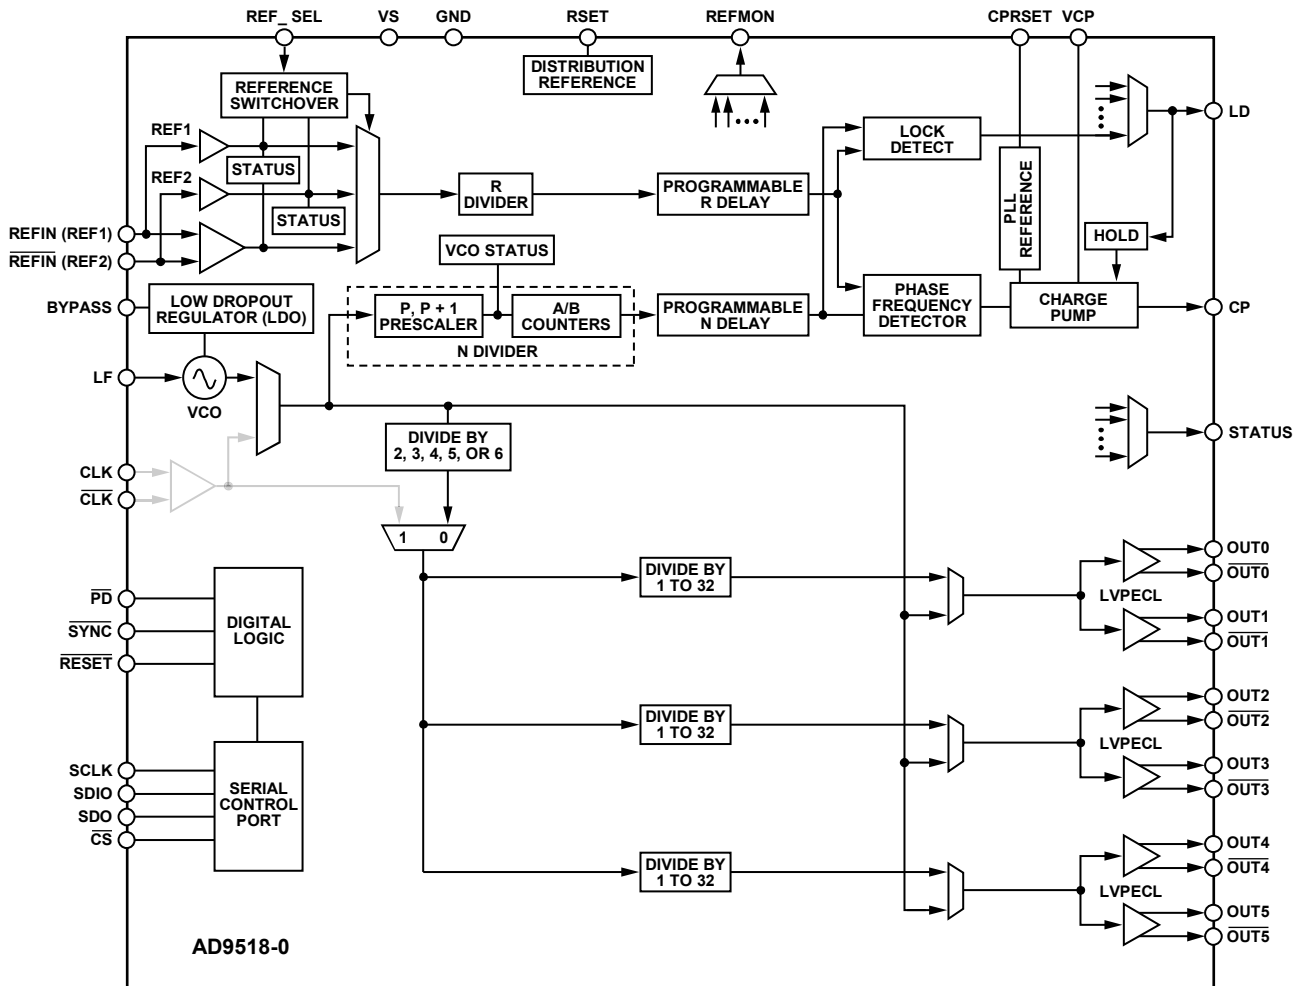 REF_ SEL
VS
GND
RSET
REFMON
CPRSET
VCP
DISTRIBUTION
REFERENCE
REFERENCE
SWITCHOVER
REF1
STATUS
REF2
STATUS
R
DIVIDER
PROGRAMMABLE
R DELAY
LOCK
DETECT
LD
PLL
REFERENCE
HOLD
REFIN (REF1)
REFIN (REF2)
BYPASS
LOW DROPOUT
REGULATOR (LDO)
VCO STATUS
P, P + 1
PRESCALER
A/B
COUNTERS
N DIVIDER
PROGRAMMABLE
N DELAY
PHASE
FREQUENCY
DETECTOR
CHARGE
PUMP
CP
LF
VCO
STATUS
DIVIDE BY
2, 3, 4, 5, OR 6
CLK
CLK
1 0
DIVIDE BY
1 TO 32
LVPECL
OUT0
OUT0
OUT1
OUT1
PD
SYNC
RESET
DIGITAL
LOGIC
DIVIDE BY
1 TO 32
LVPECL
OUT2
OUT2
OUT3
OUT3
SCLK
SDIO
SDO
CS
SERIAL
CONTROL
PORT
DIVIDE BY
1 TO 32
LVPECL
OUT4
OUT4
OUT5
OUT5
AD9518-0